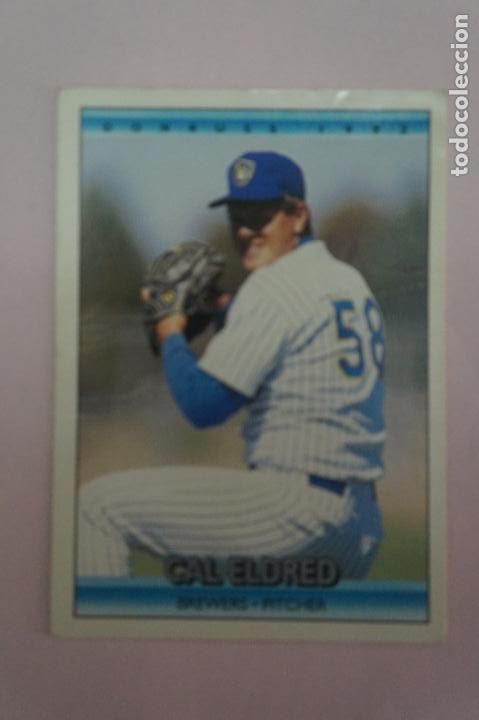 todocoleccion
DONRUSS 1992
58
CAL ELDRED
BREWERS • PITCHER